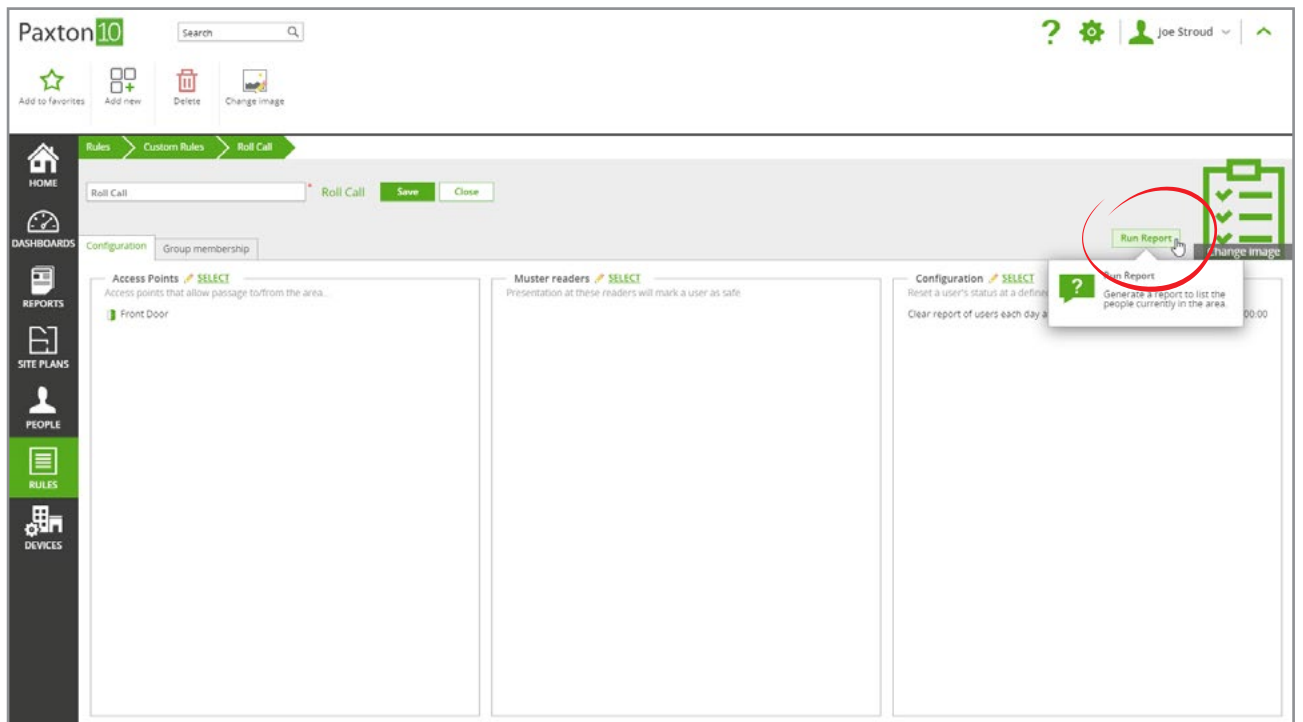 Paxton10
Search
? Joe Stroud
Add to favorites Add new Delete Change image
Rules Custom Rules Roll Call
HOME
Roll Call * Roll Call Save Close
DASHBOARDS
Run Report
Change image
Configuration Group membership
Access Points SELECT
Access points that allow passage to/from the area...
Front Door
Muster readers SELECT
Presentation at these readers will mark a user as safe
Configuration SELECT
Reset a user's status at a define
Clear report of users each day a 00:00
? Run Report
Generate a report to list the
people currently in the area.
REPORTS
SITE PLANS
PEOPLE
RULES
DEVICES